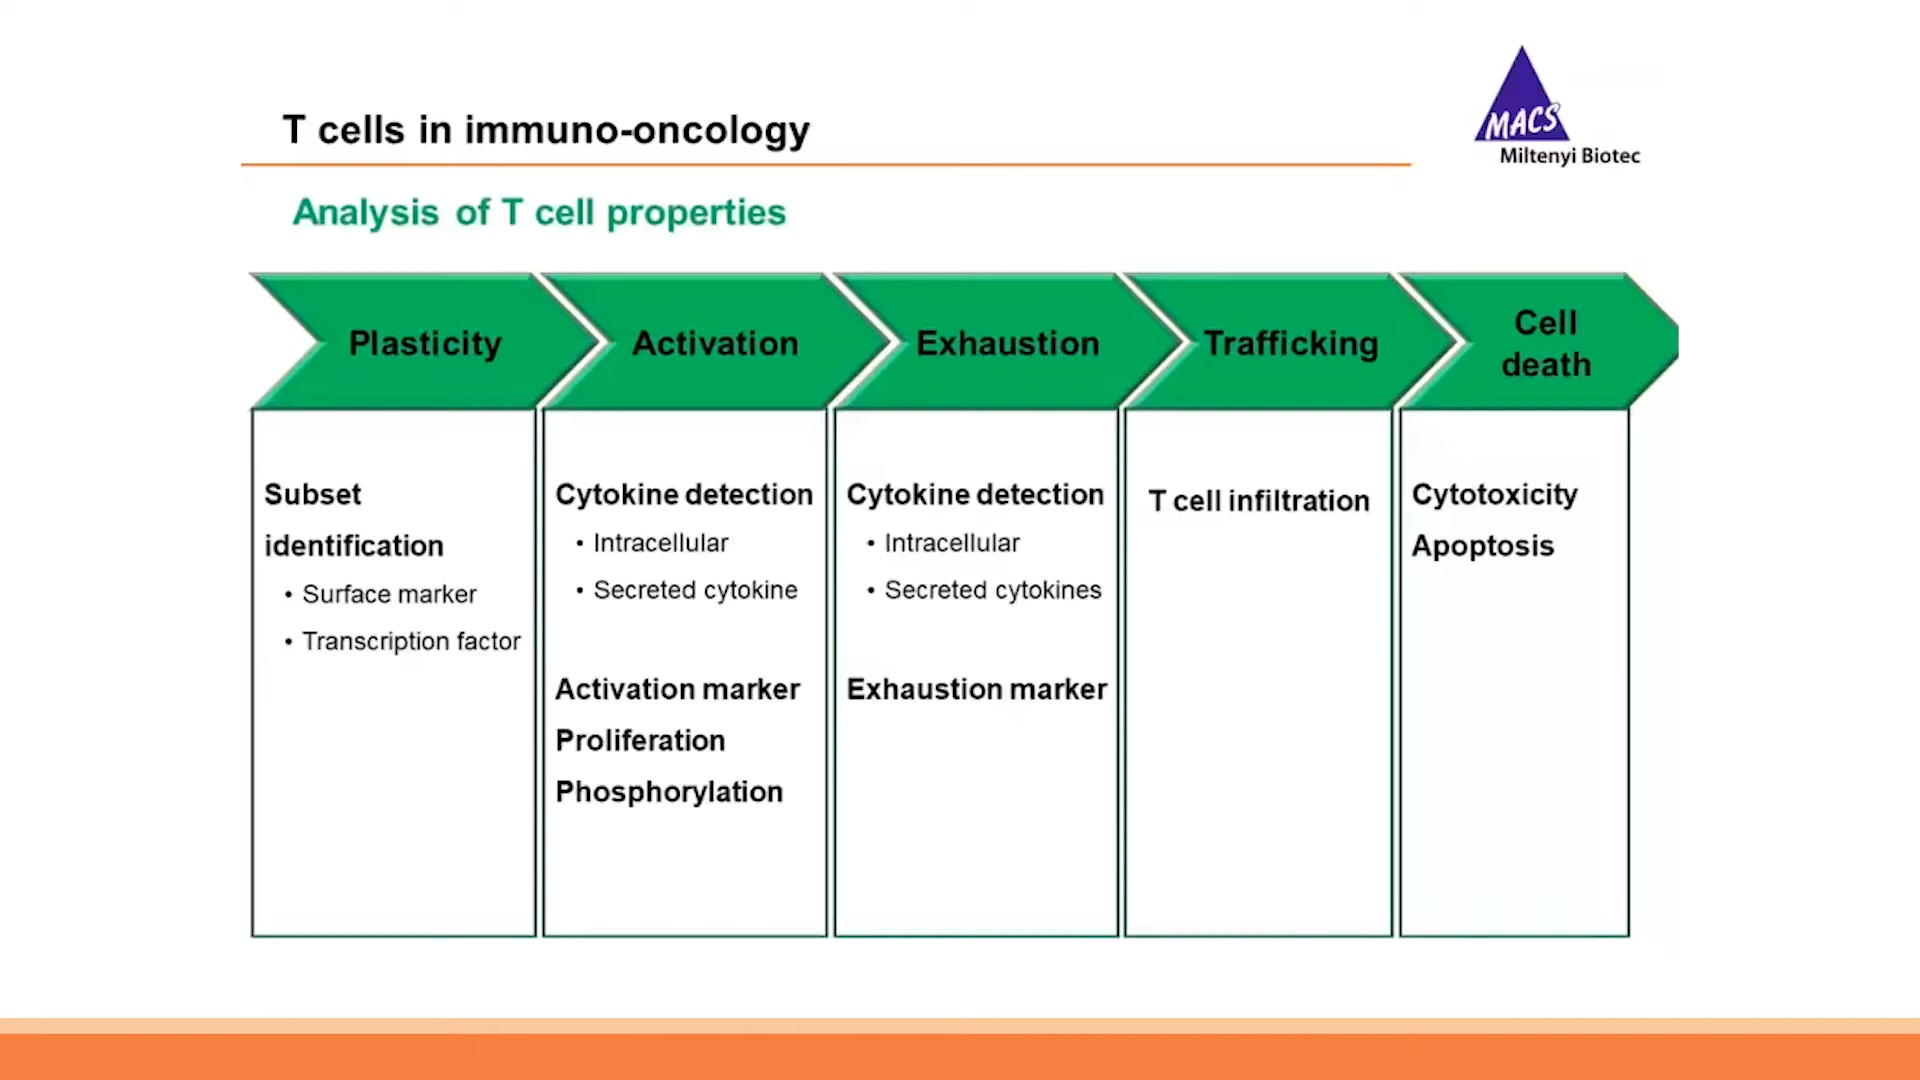 T cells in immuno-oncology
MACS
Miltenyi Biotec
Analysis of T cell properties
Plasticity
Activation
Exhaustion
Trafficking
Cell
death
Subset
identification
• Surface marker
• Transcription factor
Cytokine detection
• Intracellular
• Secreted cytokine
Activation marker
Proliferation
Phosphorylation
Cytokine detection
• Intracellular
• Secreted cytokines
Exhaustion marker
T cell infiltration
Cytotoxicity
Apoptosis